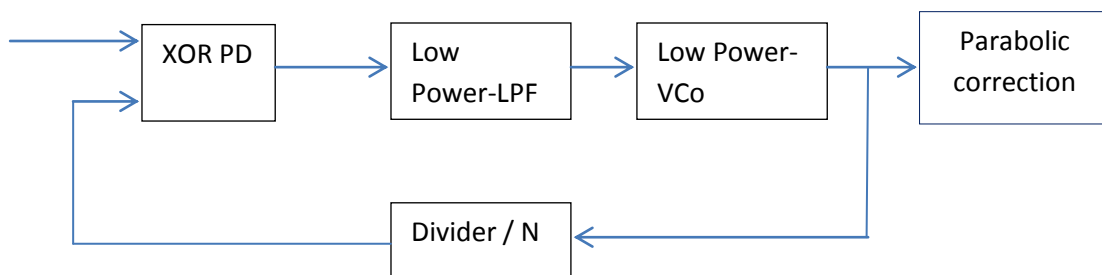 XOR PD
Low
Power-LPF
Low Power-
VCo
Parabolic
correction
Divider / N